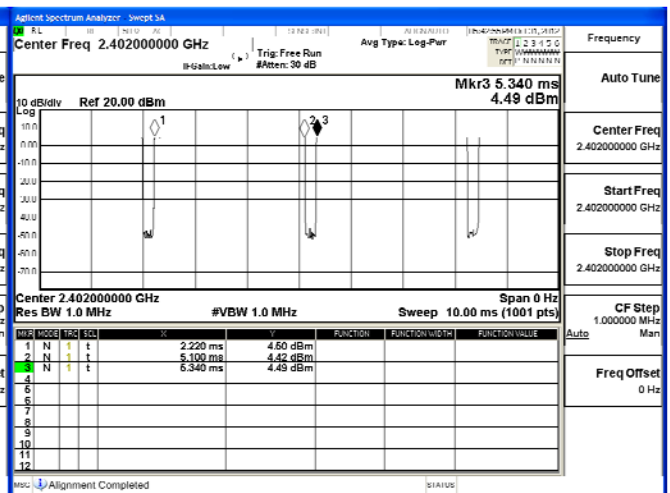 Agilent Spectrum Analyzer Swept SA
RL
Center Freq 2.402000000 GHz
IFGain:Low
Trig: Free Run
#Atten: 30 dB
Avg Type: Log-Pwr
TRACE 1 2 3 4 5 6
TYPE
DET P N N N N N
Frequency
Auto Tune
Center Freq
2.402000000 GHz
Start Freq
2.402000000 GHz
Stop Freq
2.402000000 GHz
CF Step
1.000000 MHz
Auto Man
Freq Offset
0 Hz
Mkr3 5.340 ms
4.49 dBm
10 dB/div Ref 20.00 dBm
Log
10.0
0.00
-10.0
-20.0
-30.0
-40.0
-50.0
-60.0
-70.0
1
2 3
Center 2.402000000 GHz Span 0 Hz
Res BW 1.0 MHz #VBW 1.0 MHz Sweep 10.00 ms (1001 pts)
MKR MODE TRC SCL X Y FUNCTION FUNCTION WIDTH FUNCTION VALUE
1 N 1 t 2.220 ms 4.50 dBm
2 N 1 t 5.100 ms 4.42 dBm
3 N 1 t 5.340 ms 4.49 dBm
4
5
6
7
8
9
10
11
12
MSG Alignment Completed STATUS